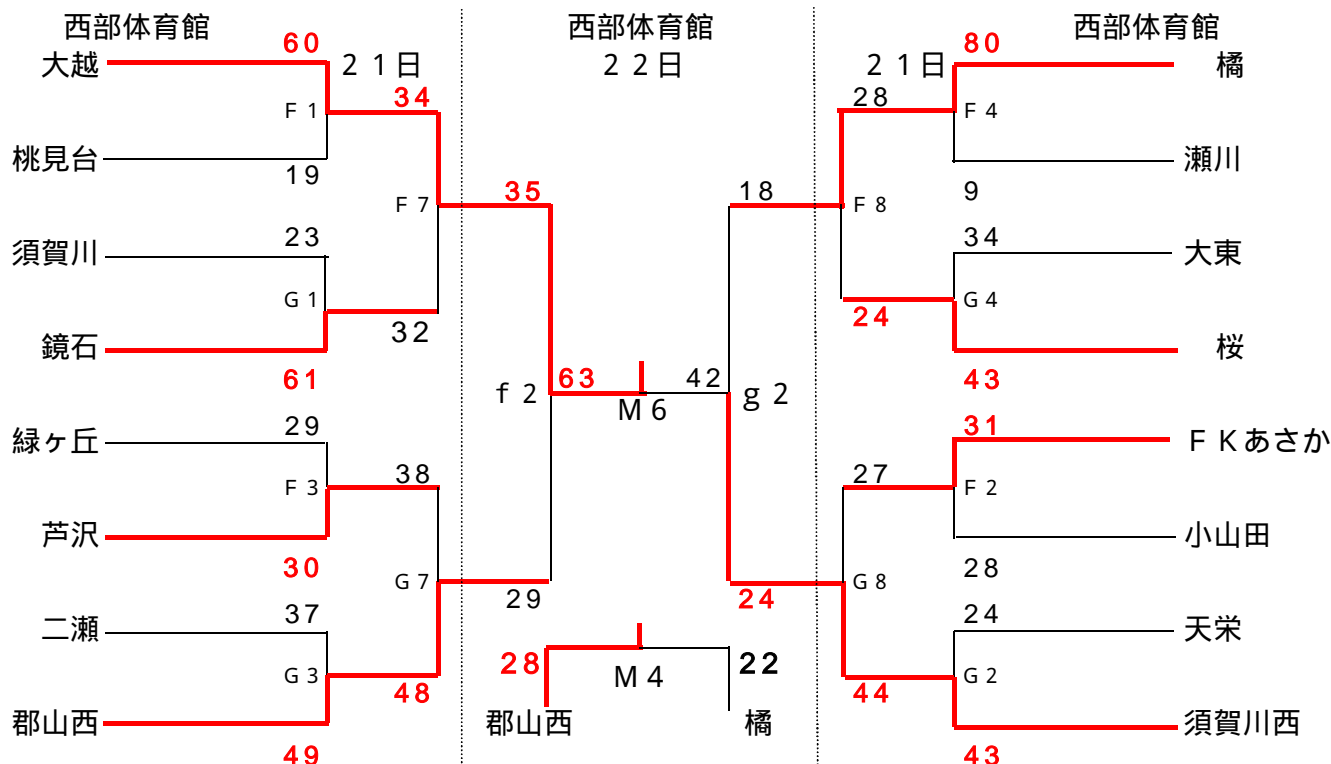 西部体育館 西部体育館 西部体育館
60 80
大越 ２１日 ２２日 ２１日 橘
34 28
Ｆ１ Ｆ４
桃見台 瀬川
19 9
35 18
Ｆ７ Ｆ８
23 34
須賀川 大東
Ｇ１ Ｇ４
32 24
鏡石 桜
61 43
ｆ２ 63 42 ｇ２
Ｍ６
29 31
緑ヶ丘 ＦＫあさか
38 27
Ｆ３ Ｆ２
芦沢 小山田
30 28
Ｇ７ Ｇ８
29 24
37 24
二瀬 天栄
28 22
Ｍ４
Ｇ３ Ｇ２
48 44
郡山西 郡山西 橘 須賀川西
49 43